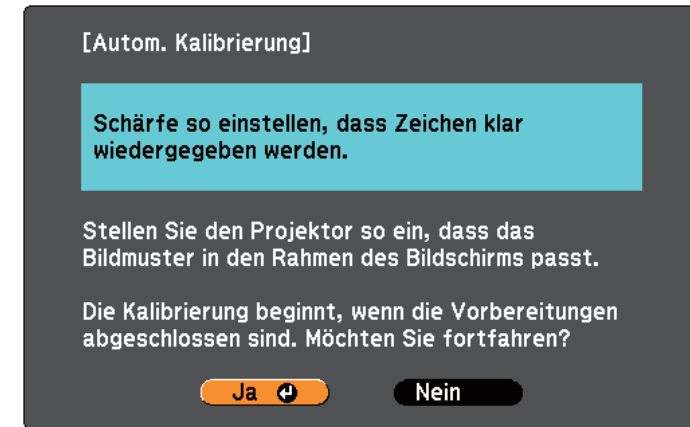 [Autom. Kalibrierung]
Schärfe so einstellen, dass Zeichen klar
wiedergegeben werden.
Stellen Sie den Projektor so ein, dass das
Bildmuster in den Rahmen des Bildschirms passt.
Die Kalibrierung beginnt, wenn die Vorbereitungen
abgeschlossen sind. Möchten Sie fortfahren?
Ja Nein